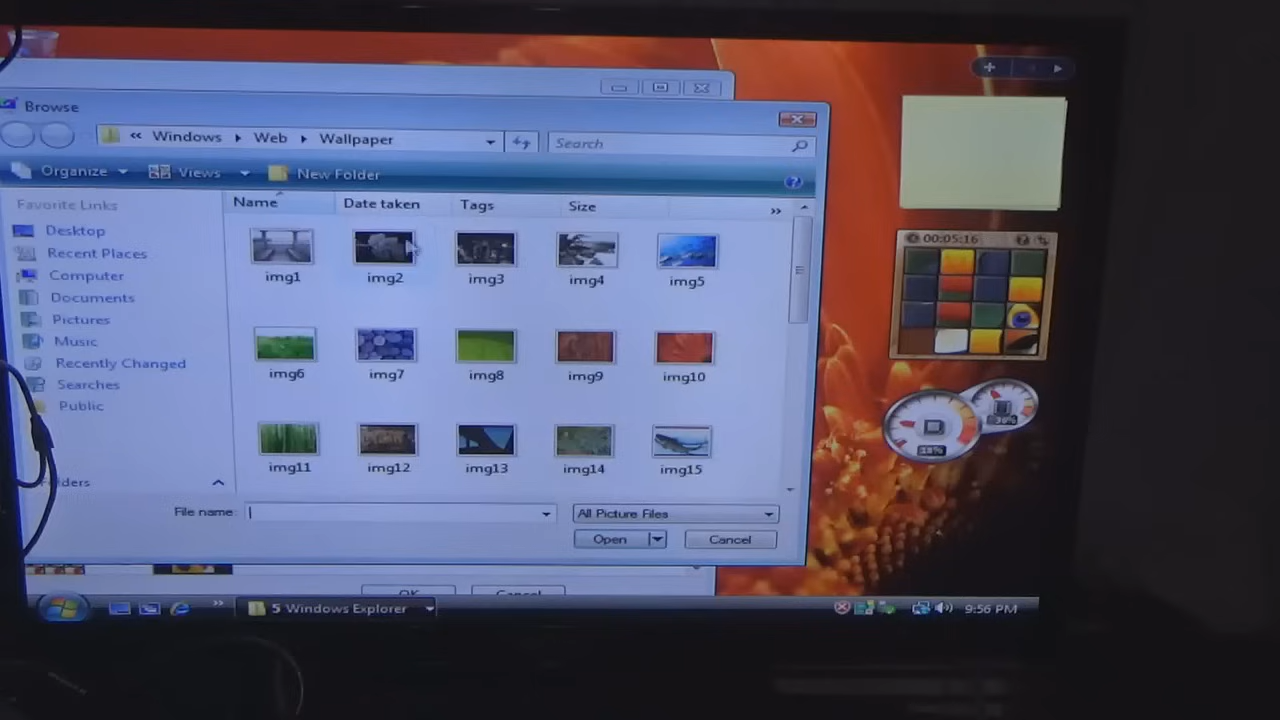 Browse
« Windows ▸ Web ▸ Wallpaper
Search
Organize
Views
New Folder
Favorite Links
Desktop
Recent Places
Computer
Documents
Pictures
Music
Recently Changed
Searches
Public
Name
Date taken
Tags
Size
»
img1
img2
img3
img4
img5
img6
img7
img8
img9
img10
img11
img12
img13
img14
img15
File name:
All Picture Files
Open
Cancel
OK
Cancel
00:05:16
5 Windows Explorer
9:56 PM